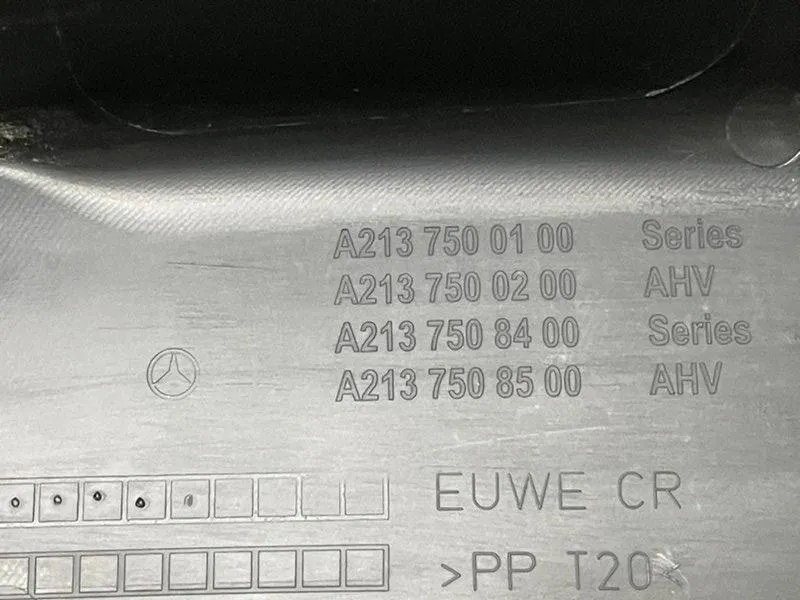 A213 750 01 00 Series
A213 750 02 00 AHV
A213 750 84 00 Series
A213 750 85 00 AHV
EUWE CR
>PP T20